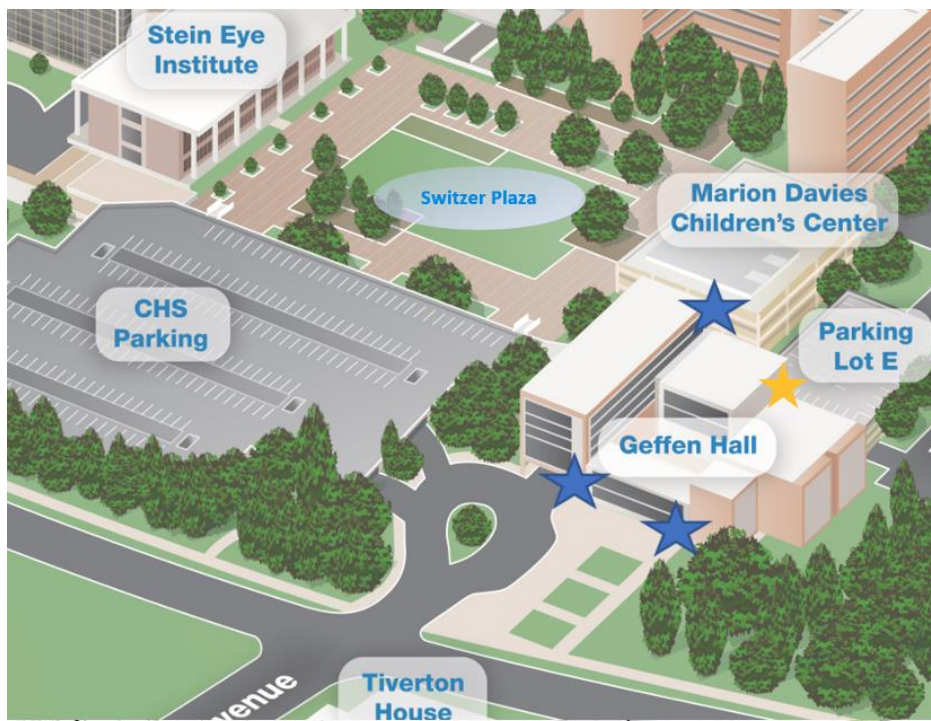 Stein Eye
Institute
Switzer Plaza
Marion Davies
Children's Center
CHS
Parking
Parking
Lot E
Geffen Hall
venue
Tiverton
House